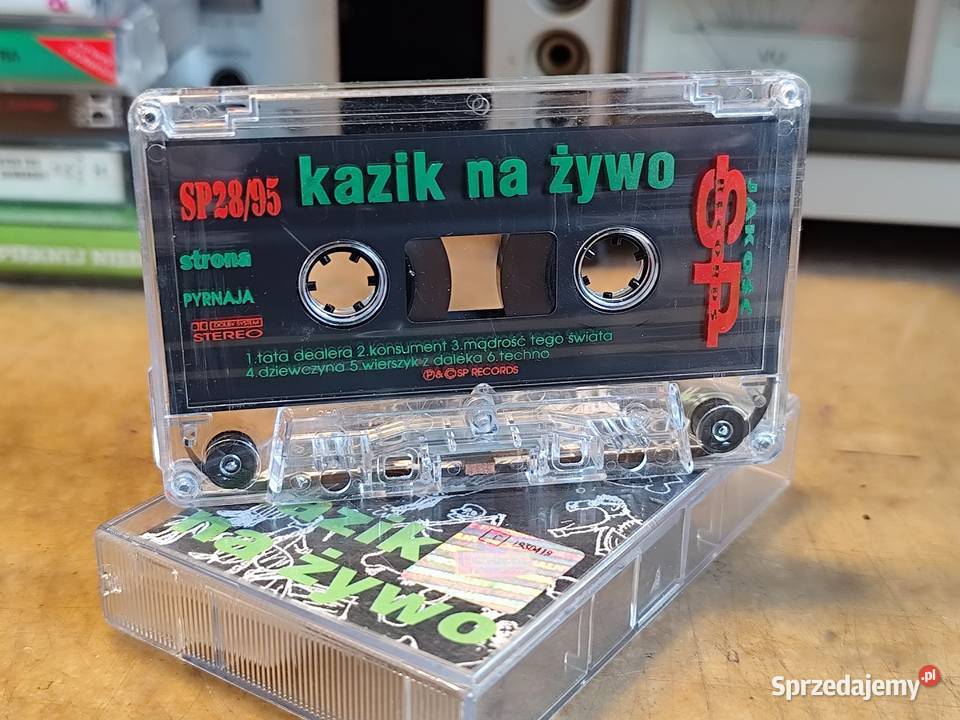 kazik na żywo
SP28/95
strona
PYRNAJA
DOLBY SYSTEM
STEREO
1.tata dealera 2.konsument 3.mądrość tego świata
4.dziewczyna 5.wierszyk z daleka 6.techno
℗&©SP RECORDS
SP
JAKOŚĆ
azik
na żywo
Sprzedajemy.pl